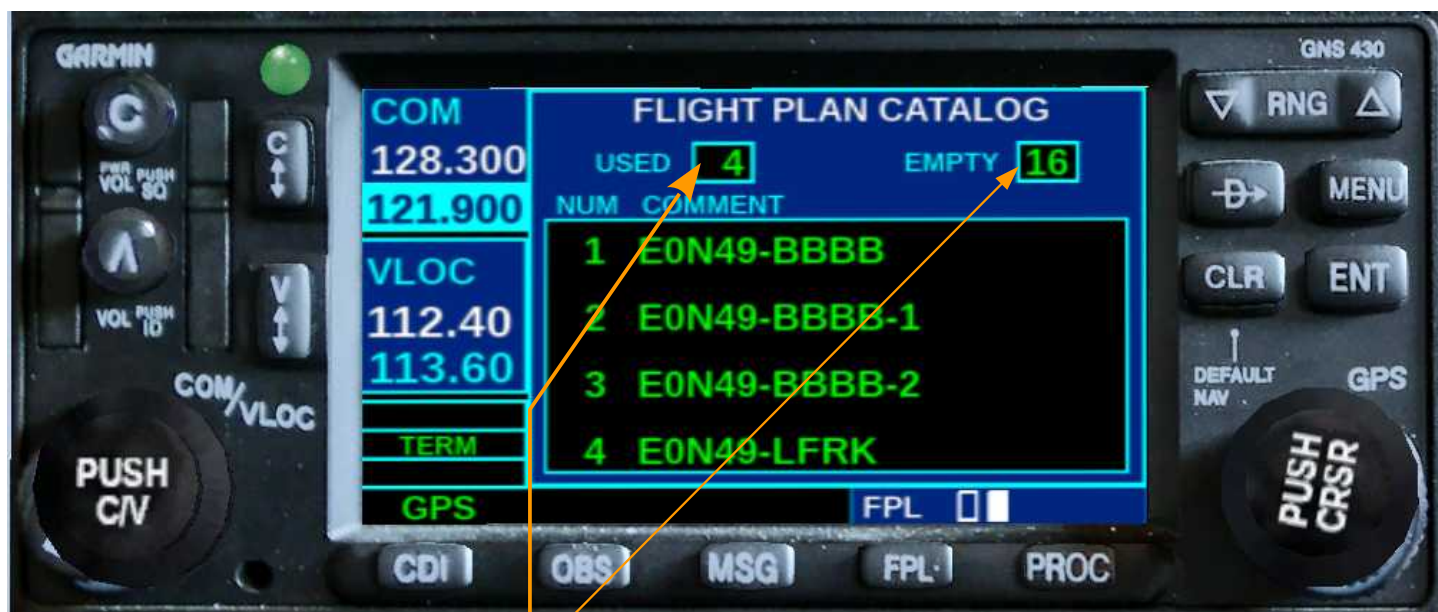 GARMIN
GNS 430
C
PWR PUSH
VOL SQ
C
V
VOL PUSH ID
V
COM/VLOC
PUSH
C/V
COM
128.300
121.900
VLOC
112.40
113.60
TERM
GPS
FLIGHT PLAN CATALOG
USED 4 EMPTY 16
NUM COMMENT
1 E0N49-BBBB
2 E0N49-BBBB-1
3 E0N49-BBBB-2
4 E0N49-LFRK
FPL
RNG
D
MENU
CLR
ENT
DEFAULT
NAV
GPS
PUSH
CRSR
CDI
OBS
MSG
FPL
PROC